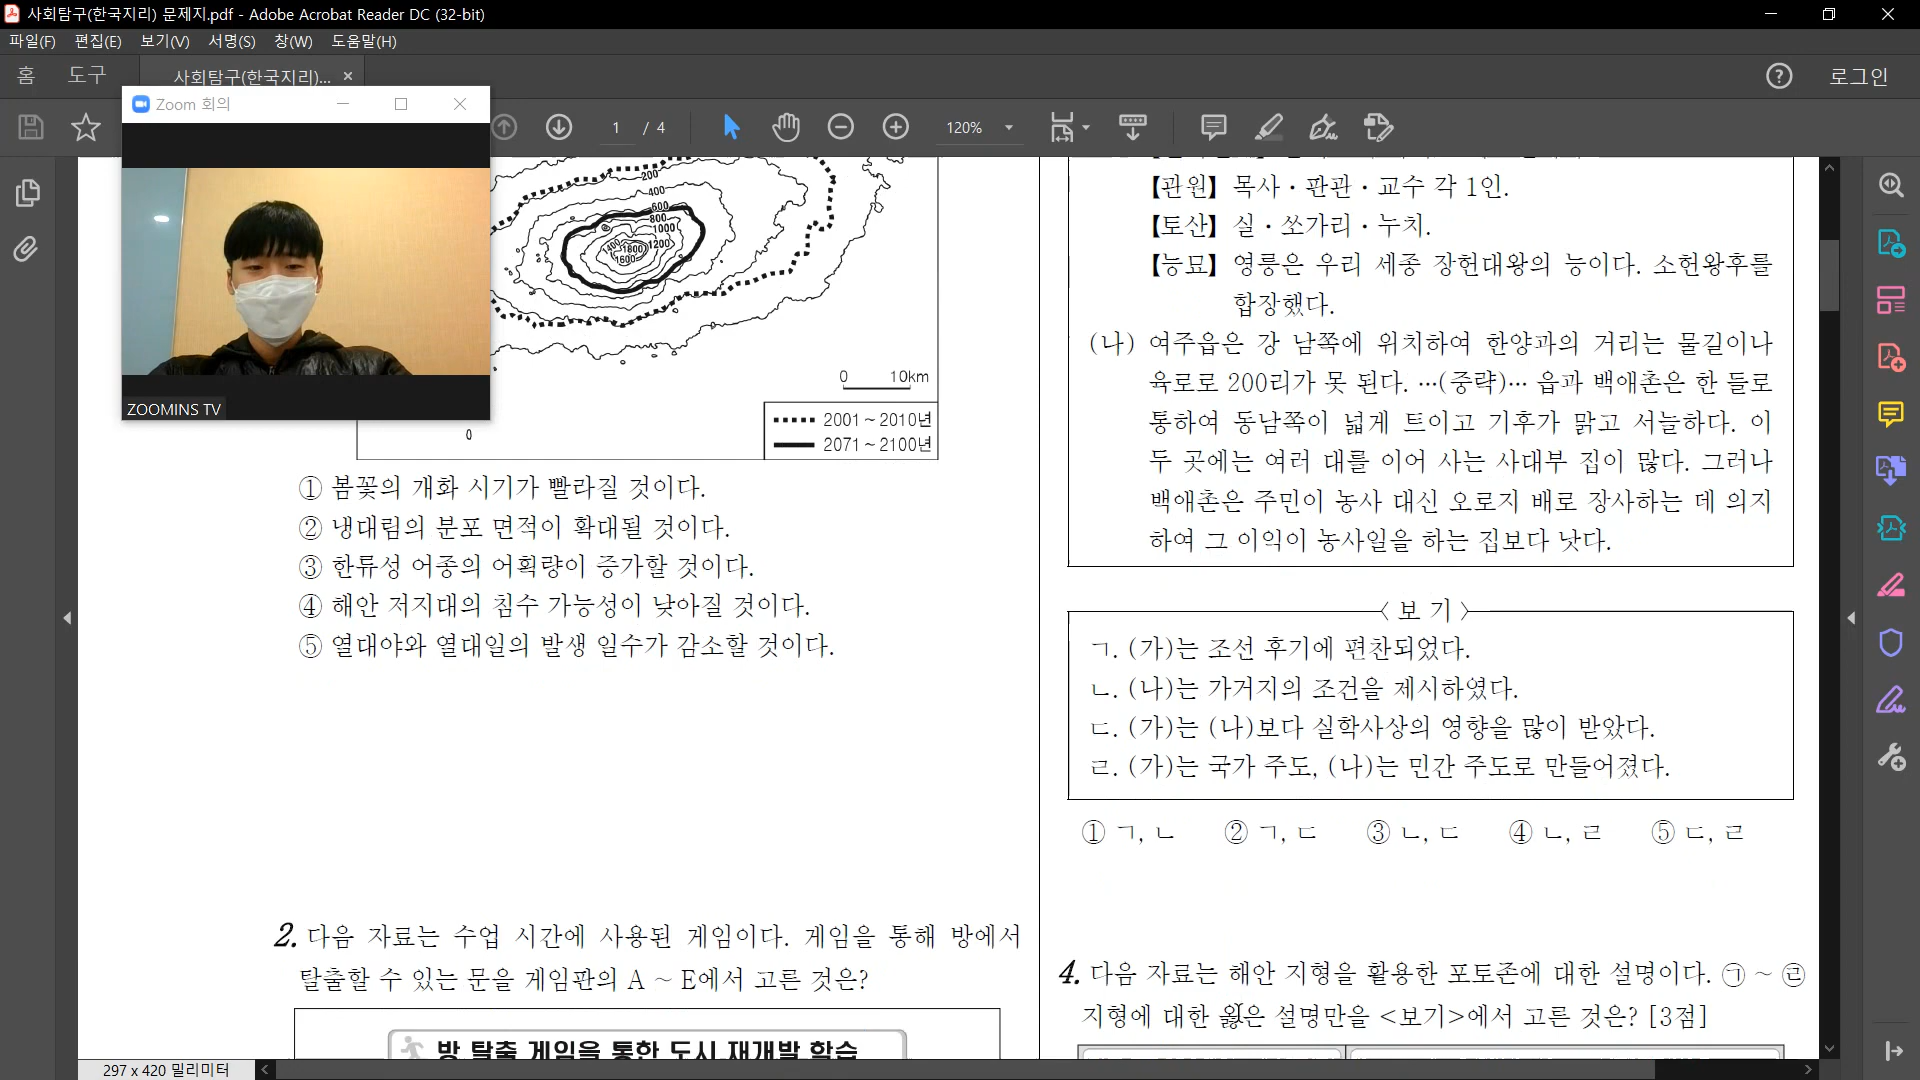 사회탐구(한국지리) 문제지.pdf - Adobe Acrobat Reader DC (32-bit)
파일(F) 편집(E) 보기(V) 서명(S) 창(W) 도움말(H)
홈 도구 사회탐구(한국지리)... ×
로그인
Zoom 회의
1 / 4
120%
ZOOMINS TV
200
400
600
800
1000
1200
1400
1800
1600
0 10km
2001~2010년
2071~2100년
① 봄꽃의 개화 시기가 빨라질 것이다.
② 냉대림의 분포 면적이 확대될 것이다.
③ 한류성 어종의 어획량이 증가할 것이다.
④ 해안 저지대의 침수 가능성이 낮아질 것이다.
⑤ 열대야와 열대일의 발생 일수가 감소할 것이다.
2. 다음 자료는 수업 시간에 사용된 게임이다. 게임을 통해 방에서
탈출할 수 있는 문을 게임판의 A ~ E에서 고른 것은?
방 탈출 게임을 통한 도시 재개발 학습
【관원】 목사·판관·교수 각 1인.
【토산】 실·쏘가리·누치.
【능묘】 영릉은 우리 세종 장헌대왕의 능이다. 소헌왕후를
합장했다.
(나) 여주읍은 강 남쪽에 위치하여 한양과의 거리는 물길이나
육로로 200리가 못 된다. …(중략)… 읍과 백애촌은 한 들로
통하여 동남쪽이 넓게 트이고 기후가 맑고 서늘하다. 이
두 곳에는 여러 대를 이어 사는 사대부 집이 많다. 그러나
백애촌은 주민이 농사 대신 오로지 배로 장사하는 데 의지
하여 그 이익이 농사일을 하는 집보다 낫다.
〈 보 기 〉
ㄱ. (가)는 조선 후기에 편찬되었다.
ㄴ. (나)는 가거지의 조건을 제시하였다.
ㄷ. (가)는 (나)보다 실학사상의 영향을 많이 받았다.
ㄹ. (가)는 국가 주도, (나)는 민간 주도로 만들어졌다.
① ㄱ, ㄴ ② ㄱ, ㄷ ③ ㄴ, ㄷ ④ ㄴ, ㄹ ⑤ ㄷ, ㄹ
4. 다음 자료는 해안 지형을 활용한 포토존에 대한 설명이다. ㉠ ~ ㉣
지형에 대한 옳은 설명만을 <보기>에서 고른 것은? [3점]
297 x 420 밀리미터